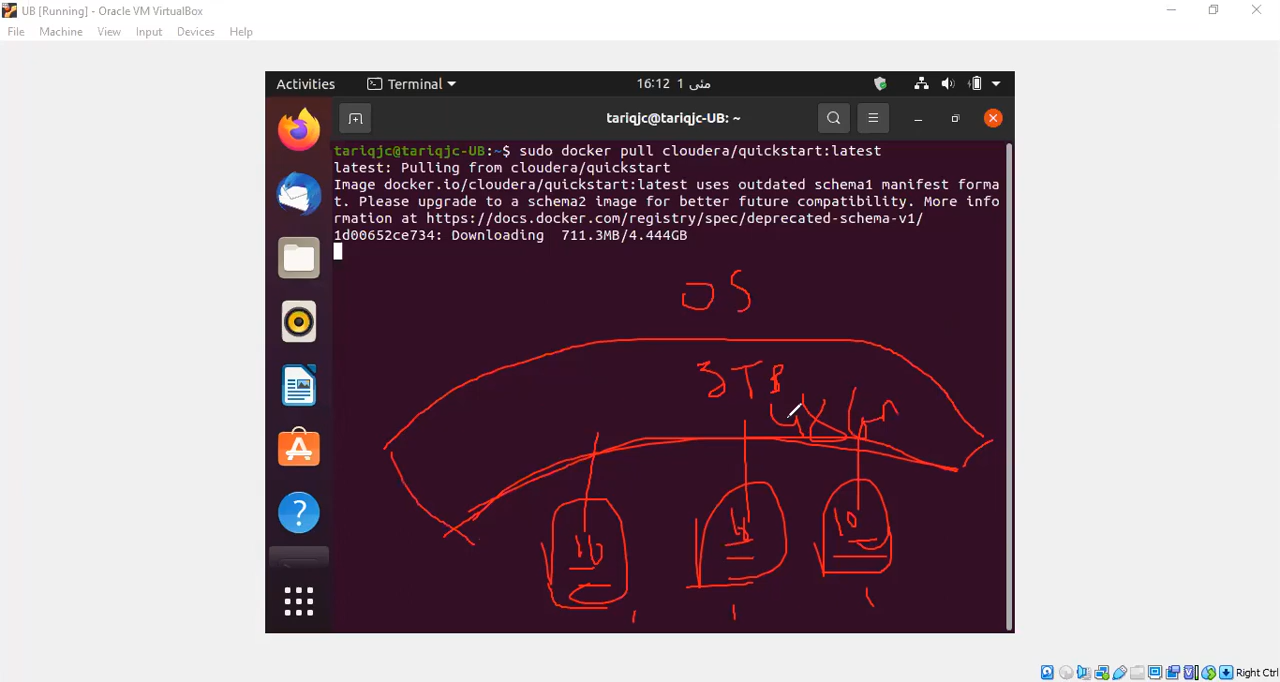 UB [Running] - Oracle VM VirtualBox
File Machine View Input Devices Help
Activities Terminal 16:12 1 مئی
tariqjc@tariqjc-UB: ~
tariqjc@tariqjc-UB:~$ sudo docker pull cloudera/quickstart:latest
latest: Pulling from cloudera/quickstart
Image docker.io/cloudera/quickstart:latest uses outdated schema1 manifest forma
t. Please upgrade to a schema2 image for better future compatibility. More info
rmation at https://docs.docker.com/registry/spec/deprecated-schema-v1/
1d00652ce734: Downloading 711.3MB/4.444GB
OS
3TB
Right Ctrl